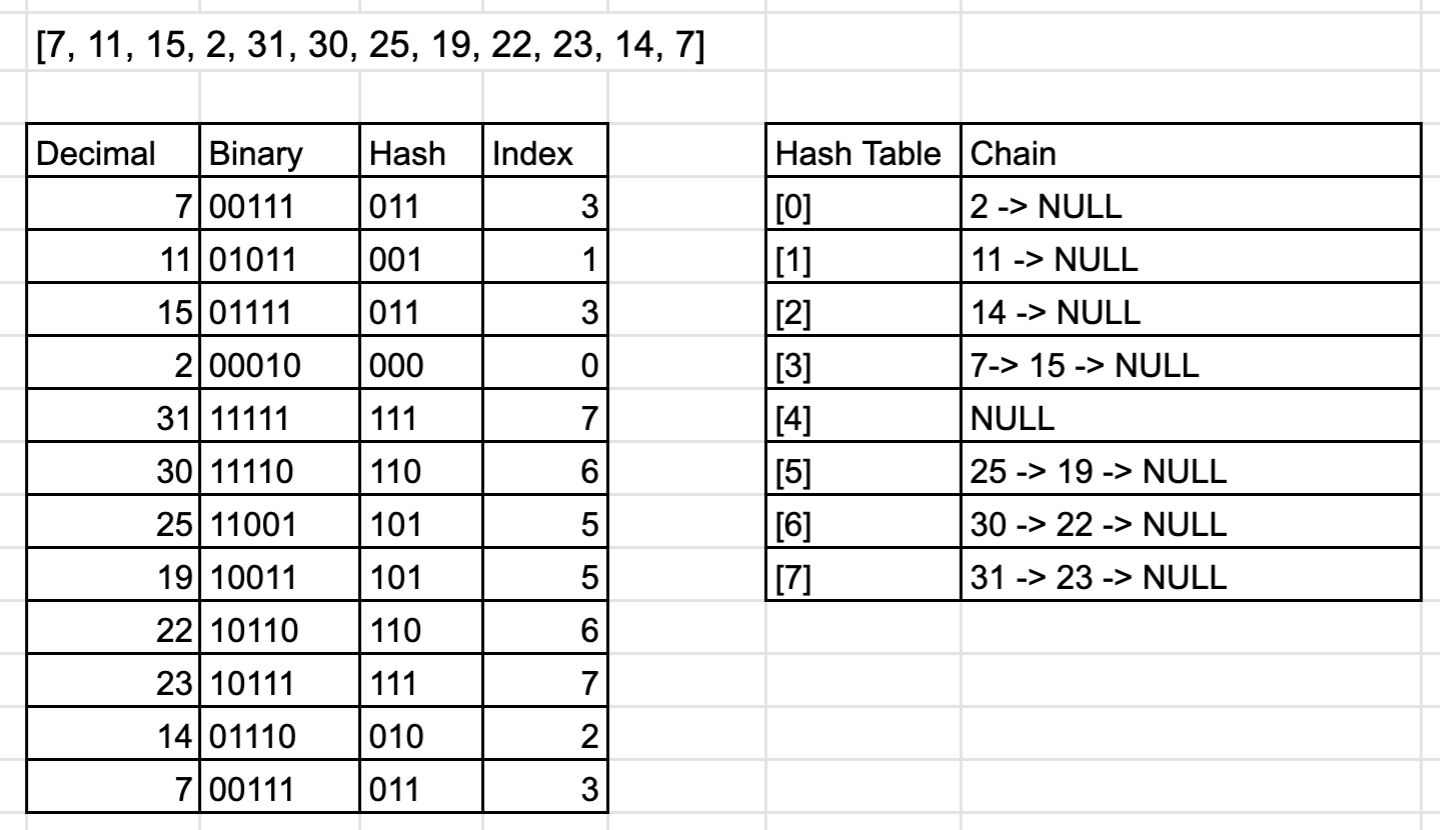 [7, 11, 15, 2, 31, 30, 25, 19, 22, 23, 14, 7]
Decimal Binary Hash Index
7 00111 011 3
11 01011 001 1
15 01111 011 3
2 00010 000 0
31 11111 111 7
30 11110 110 6
25 11001 101 5
19 10011 101 5
22 10110 110 6
23 10111 111 7
14 01110 010 2
7 00111 011 3
Hash Table Chain
[0] 2 -> NULL
[1] 11 -> NULL
[2] 14 -> NULL
[3] 7-> 15 -> NULL
[4] NULL
[5] 25 -> 19 -> NULL
[6] 30 -> 22 -> NULL
[7] 31 -> 23 -> NULL